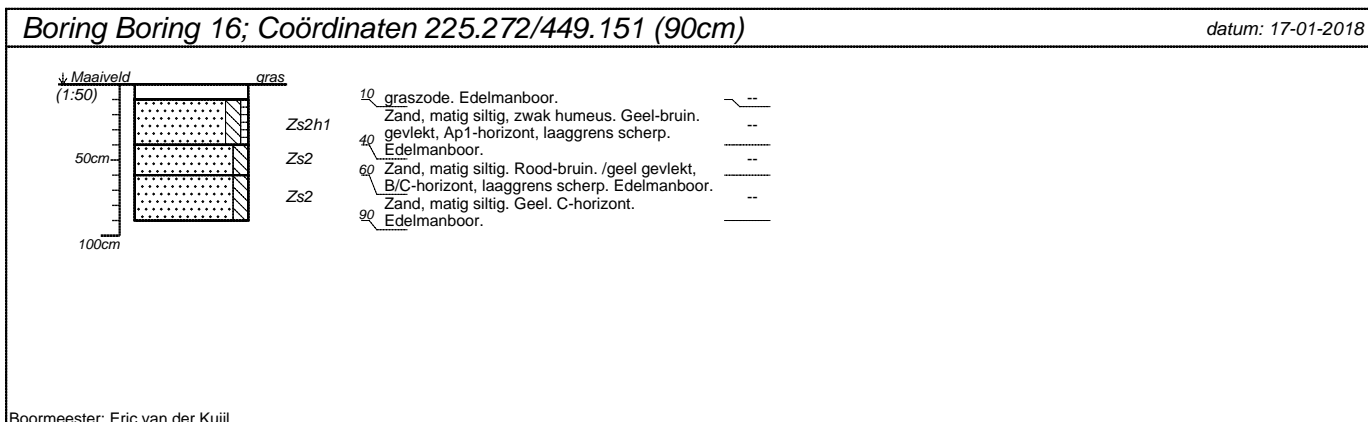 Boring Boring 16; Coördinaten 225.272/449.151 (90cm)
datum: 17-01-2018
Maaiveld
gras
(1:50)
50cm
100cm
Zs2h1
Zs2
Zs2
10 graszode. Edelmanboor. --
Zand, matig siltig, zwak humeus. Geel-bruin.
gevlekt, Ap1-horizont, laaggrens scherp. --
40 Edelmanboor.
Zand, matig siltig. Rood-bruin. /geel gevlekt, --
60 B/C-horizont, laaggrens scherp. Edelmanboor.
Zand, matig siltig. Geel. C-horizont. --
90 Edelmanboor.
Boormeester: Eric van der Kuijl